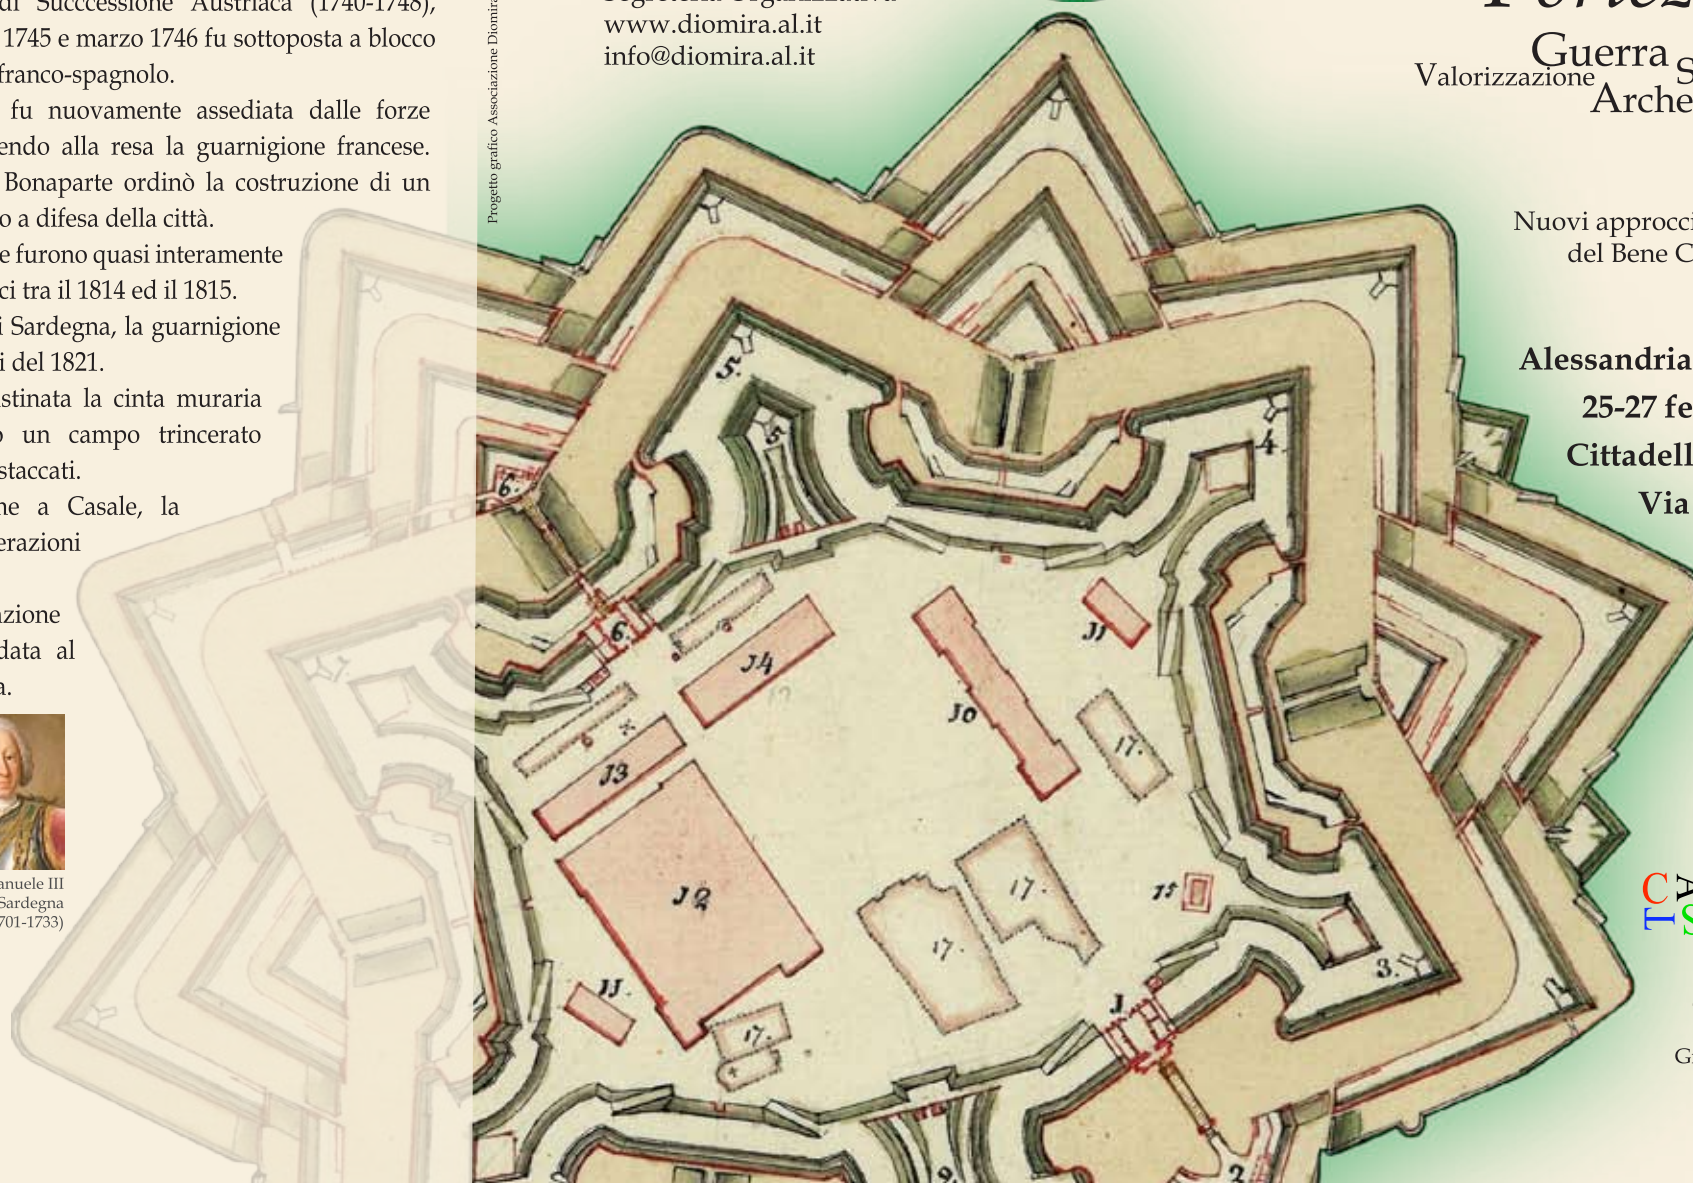 di Succcessione Austriaca (1740-1748),
1745 e marzo 1746 fu sottoposta a blocco
franco-spagnolo.
fu nuovamente assediata dalle forze
endo alla resa la guarnigione francese.
Bonaparte ordinò la costruzione di un
o a difesa della città.
e furono quasi interamente
ci tra il 1814 ed il 1815.
i Sardegna, la guarnigione
i del 1821.
stinata la cinta muraria
o un campo trincerato
staccati.
ne a Casale, la
erazioni
azione
data al
a.
anuele III
Sardegna
701-1733)
Progetto grafico Associazione Diomira
Segreteria Organizzativa
www.diomira.al.it
info@diomira.al.it
Guerra S
Valorizzazione
Arche
Nuovi approcci
del Bene C
Alessandria
25-27 fe
Cittadell
Via
C A
T S
G
5.
5
4
6.
6.
14
13
12
11.
10
11
17.
17.
17.
17.
15
3.
1
2